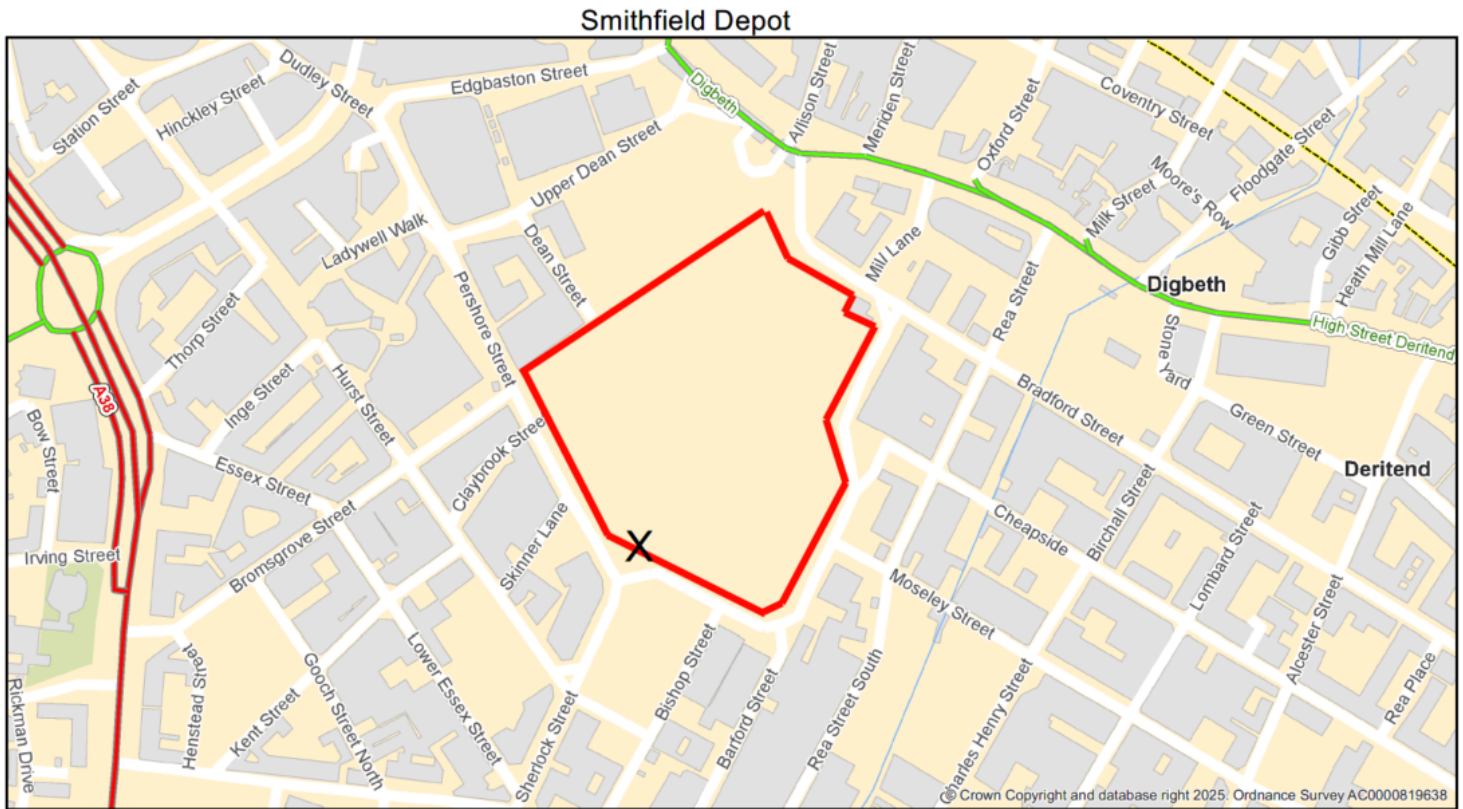 Smithfield Depot
Station Street
Hinckley Street
Dudley Street
Edgbaston Street
Digbeth
Allison Street
Meriden Street
Oxford Street
Coventry Street
Moore's Row
Floodgate Street
Milk Street
Gibb Street
Heath Mill Lane
Upper Dean Street
Ladywell Walk
Dean Street
Pershore Street
Mill Lane
Rea Street
Digbeth
Stone Yard
High Street Deritend
Thorp Street
Inge Street
Hurst Street
A38
Bow Street
Essex Street
Claybrook Stree
Bradford Street
Green Street
Deritend
Bromsgrove Street
Skinner Lane
X
Cheapside
Birchall Street
Lombard Street
Irving Street
Moseley Street
Alcester Street
Rea Place
Rickman Drive
Henstead Street
Kent Street
Gooch Street North
Lower Essex Street
Sherlock Street
Bishop Street
Barford Street
Rea Street South
Charles Henry Street
© Crown Copyright and database right 2025. Ordnance Survey AC0000819638